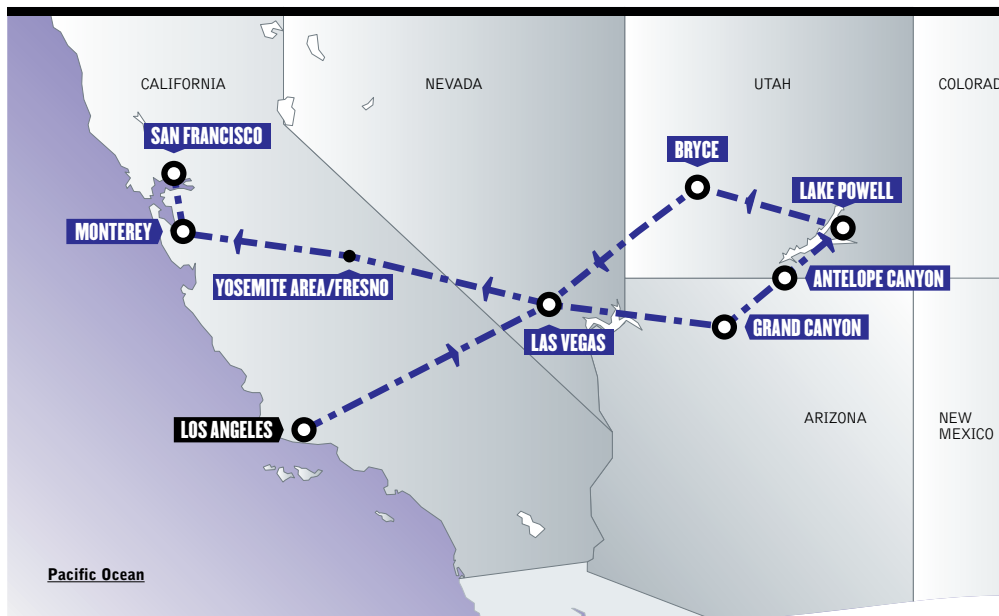 CALIFORNIA
NEVADA
UTAH
COLORAD
SAN FRANCISCO
BRYCE
LAKE POWELL
MONTEREY
YOSEMITE AREA/FRESNO
ANTELOPE CANYON
LAS VEGAS
GRAND CANYON
LOS ANGELES
ARIZONA
NEW
MEXICO
Pacific Ocean